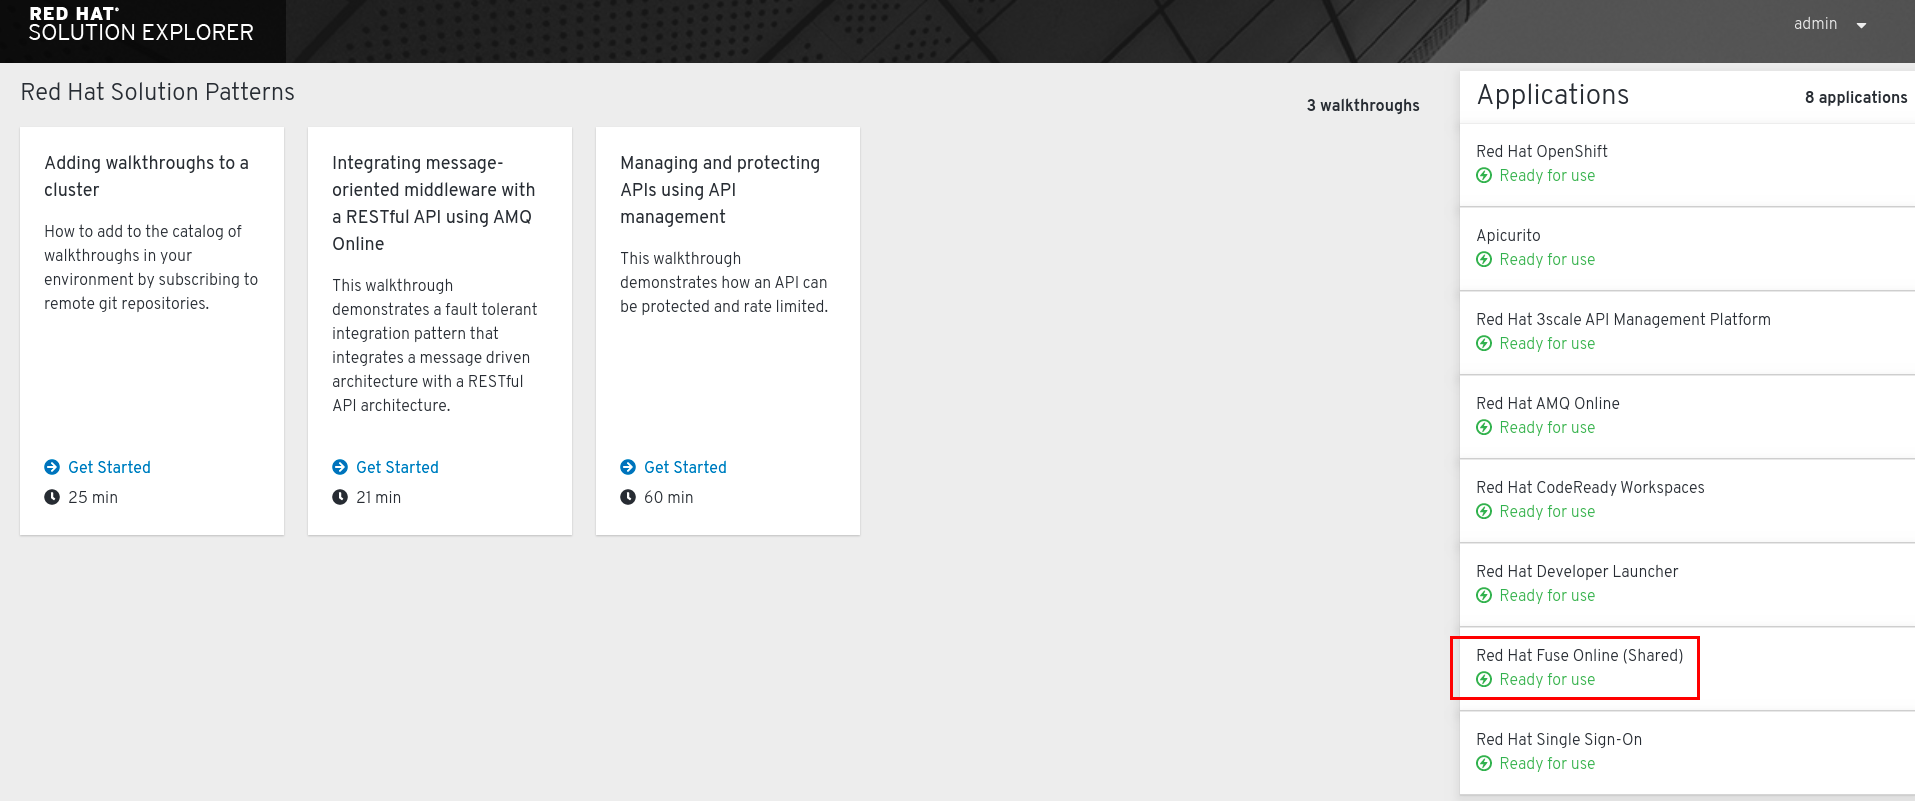 RED HAT®
SOLUTION EXPLORER
admin
Red Hat Solution Patterns
3 walkthroughs
Adding walkthroughs to a
cluster
How to add to the catalog of
walkthroughs in your
environment by subscribing to
remote git repositories.
Get Started
25 min
Integrating message-
oriented middleware with
a RESTful API using AMQ
Online
This walkthrough
demonstrates a fault tolerant
integration pattern that
integrates a message driven
architecture with a RESTful
API architecture.
Get Started
21 min
Managing and protecting
APIs using API
management
This walkthrough
demonstrates how an API can
be protected and rate limited.
Get Started
60 min
Applications
8 applications
Red Hat OpenShift
Ready for use
Apicurito
Ready for use
Red Hat 3scale API Management Platform
Ready for use
Red Hat AMQ Online
Ready for use
Red Hat CodeReady Workspaces
Ready for use
Red Hat Developer Launcher
Ready for use
Red Hat Fuse Online (Shared)
Ready for use
Red Hat Single Sign-On
Ready for use